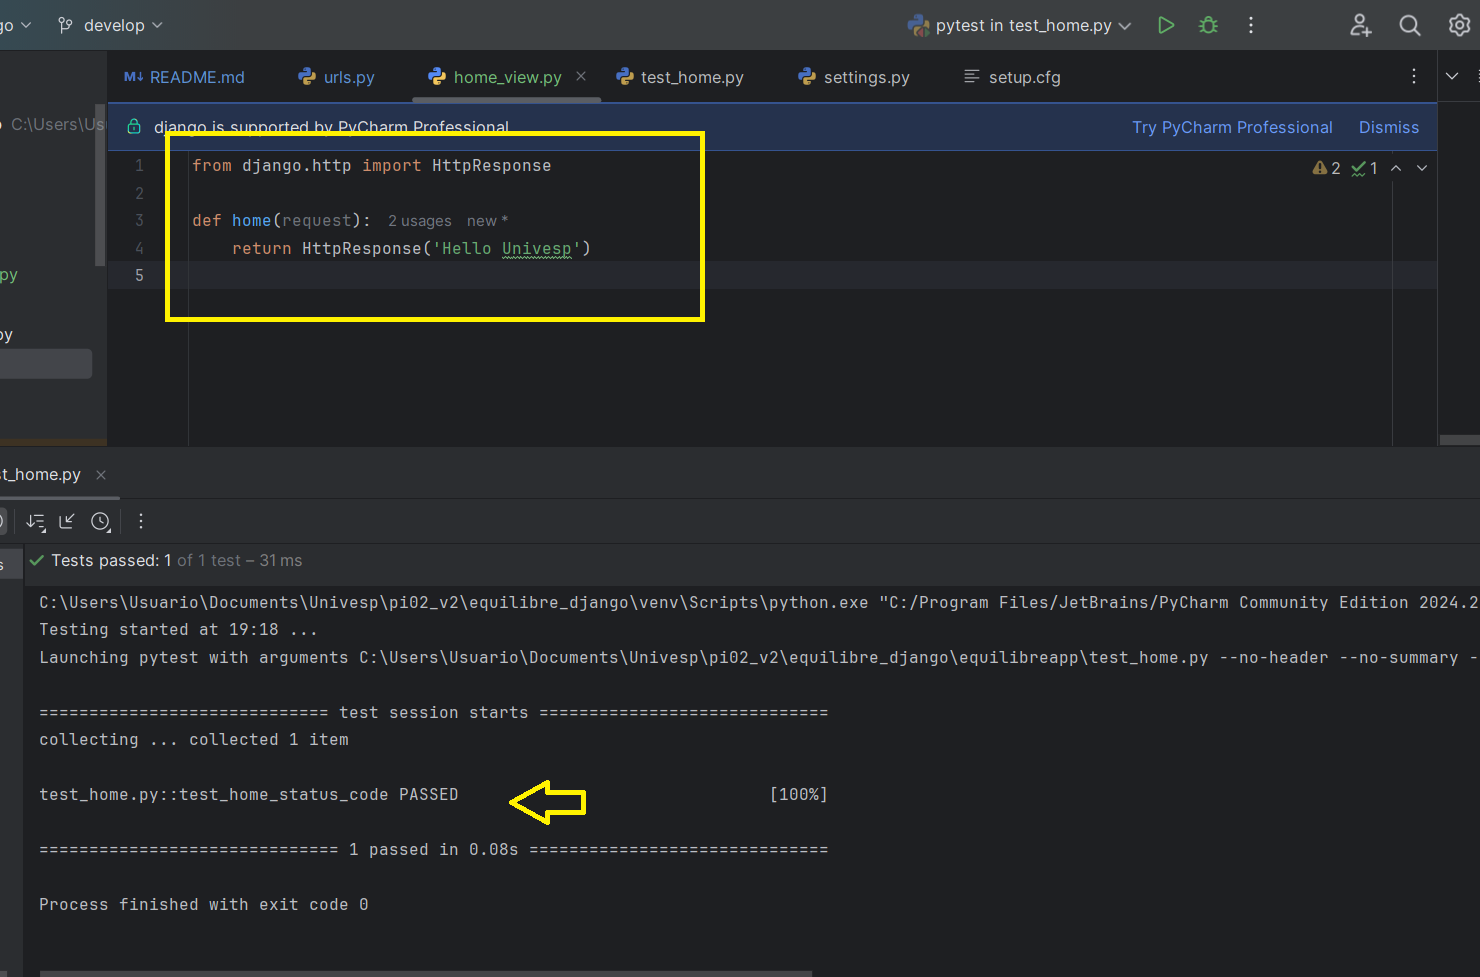 go develop pytest in test_home.py
README.md urls.py home_view.py test_home.py settings.py setup.cfg
C:\Users\Us
django is supported by PyCharm Professional Try PyCharm Professional Dismiss
1 from django.http import HttpResponse 2 1
2
3 def home(request): 2 usages new *
4 return HttpResponse('Hello Univesp')
5
py
py
t_home.py
s Tests passed: 1 of 1 test – 31 ms
C:\Users\Usuario\Documents\Univesp\pi02_v2\equilibre_django\venv\Scripts\python.exe "C:/Program Files/JetBrains/PyCharm Community Edition 2024.2
Testing started at 19:18 ...
Launching pytest with arguments C:\Users\Usuario\Documents\Univesp\pi02_v2\equilibre_django\equilibreapp\test_home.py --no-header --no-summary -
============================= test session starts =============================
collecting ... collected 1 item
test_home.py::test_home_status_code PASSED [100%]
============================== 1 passed in 0.08s ==============================
Process finished with exit code 0